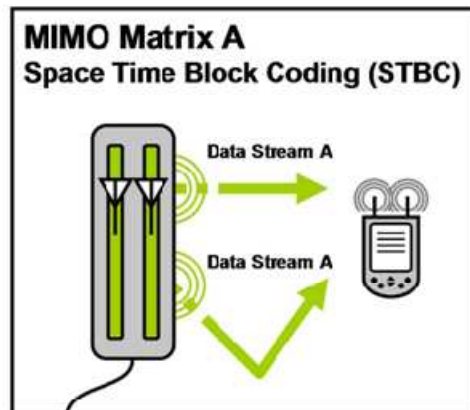 MIMO Matrix A
Space Time Block Coding (STBC)
Data Stream A
Data Stream A